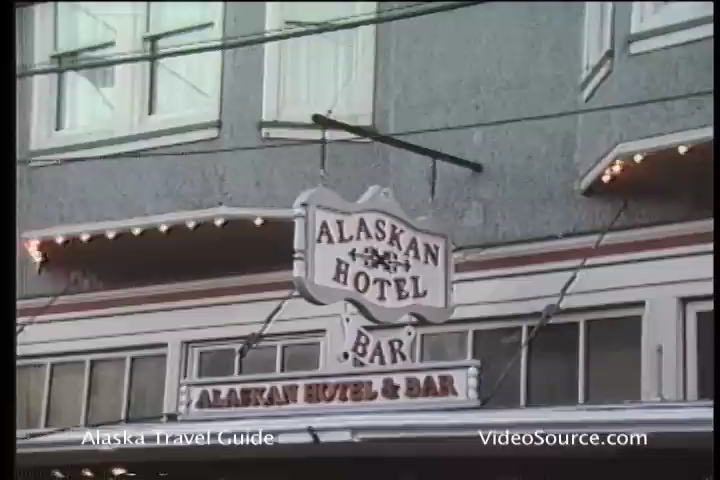 ALASKAN
HOTEL
BAR
ALASKAN HOTEL & BAR
Alaska Travel Guide
VideoSource.com